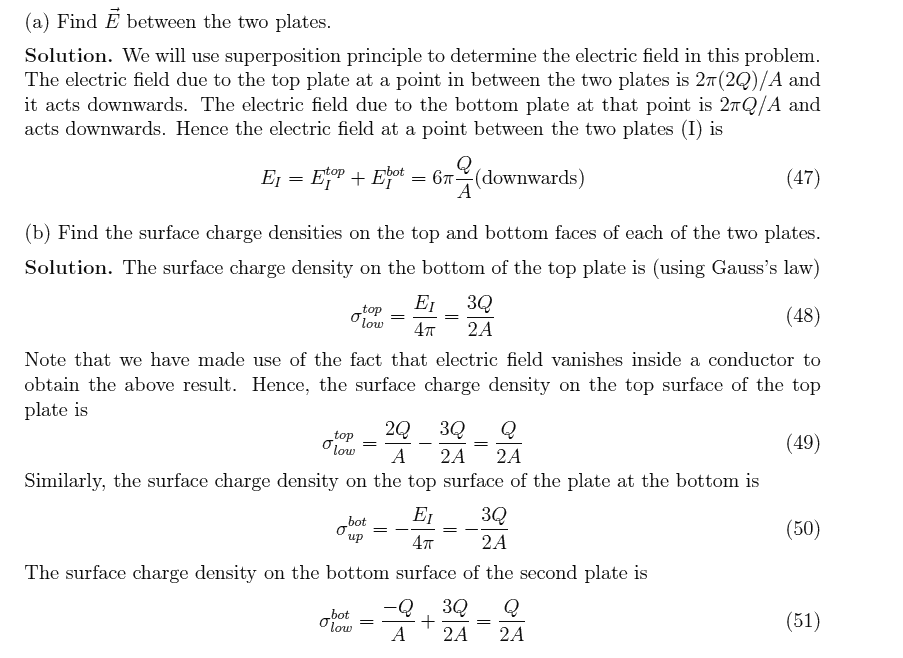 (a) Find $\vec{E}$ between the two plates.
Solution. We will use superposition principle to determine the electric field in this problem.
The electric field due to the top plate at a point in between the two plates is $2\pi(2Q)/A$ and
it acts downwards. The electric field due to the bottom plate at that point is $2\pi Q/A$ and
acts downwards. Hence the electric field at a point between the two plates (I) is
$E_I = E_I^{top} + E_I^{bot} = 6\pi \frac{Q}{A}$(downwards) (47)
(b) Find the surface charge densities on the top and bottom faces of each of the two plates.
Solution. The surface charge density on the bottom of the top plate is (using Gauss's law)
$\sigma_{low}^{top} = \frac{E_I}{4\pi} = \frac{3Q}{2A}$ (48)
Note that we have made use of the fact that electric field vanishes inside a conductor to
obtain the above result. Hence, the surface charge density on the top surface of the top
plate is
$\sigma_{low}^{top} = \frac{2Q}{A} - \frac{3Q}{2A} = \frac{Q}{2A}$ (49)
Similarly, the surface charge density on the top surface of the plate at the bottom is
$\sigma_{up}^{bot} = -\frac{E_I}{4\pi} = -\frac{3Q}{2A}$ (50)
The surface charge density on the bottom surface of the second plate is
$\sigma_{low}^{bot} = \frac{-Q}{A} + \frac{3Q}{2A} = \frac{Q}{2A}$ (51)